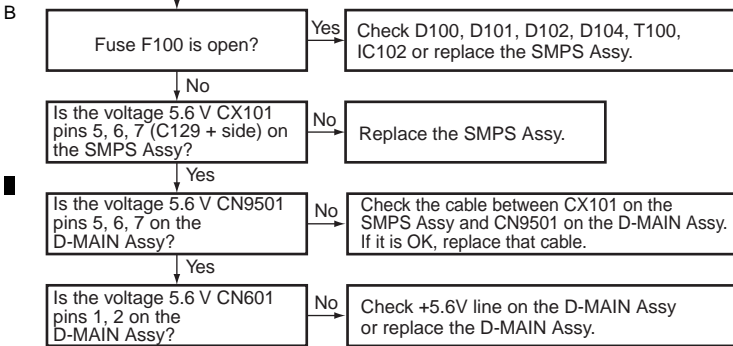 B
Fuse F100 is open?
Yes
Check D100, D101, D102, D104, T100,
IC102 or replace the SMPS Assy.
No
Is the voltage 5.6 V CX101
pins 5, 6, 7 (C129 + side) on
the SMPS Assy?
No
Replace the SMPS Assy.
Yes
Is the voltage 5.6 V CN9501
pins 5, 6, 7 on the
D-MAIN Assy?
No
Check the cable between CX101 on the
SMPS Assy and CN9501 on the D-MAIN Assy.
If it is OK, replace that cable.
Yes
Is the voltage 5.6 V CN601
pins 1, 2 on the
D-MAIN Assy?
No
Check +5.6V line on the D-MAIN Assy
or replace the D-MAIN Assy.